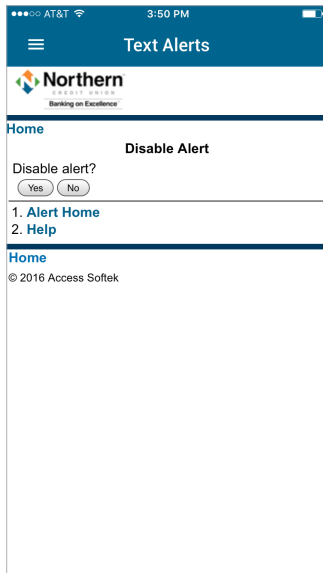 AT&T 3:50 PM
Text Alerts
Northern
CREDIT UNION
Banking on Excellence
Home
Disable Alert
Disable alert?
Yes No
1. Alert Home
2. Help
Home
© 2016 Access Softek